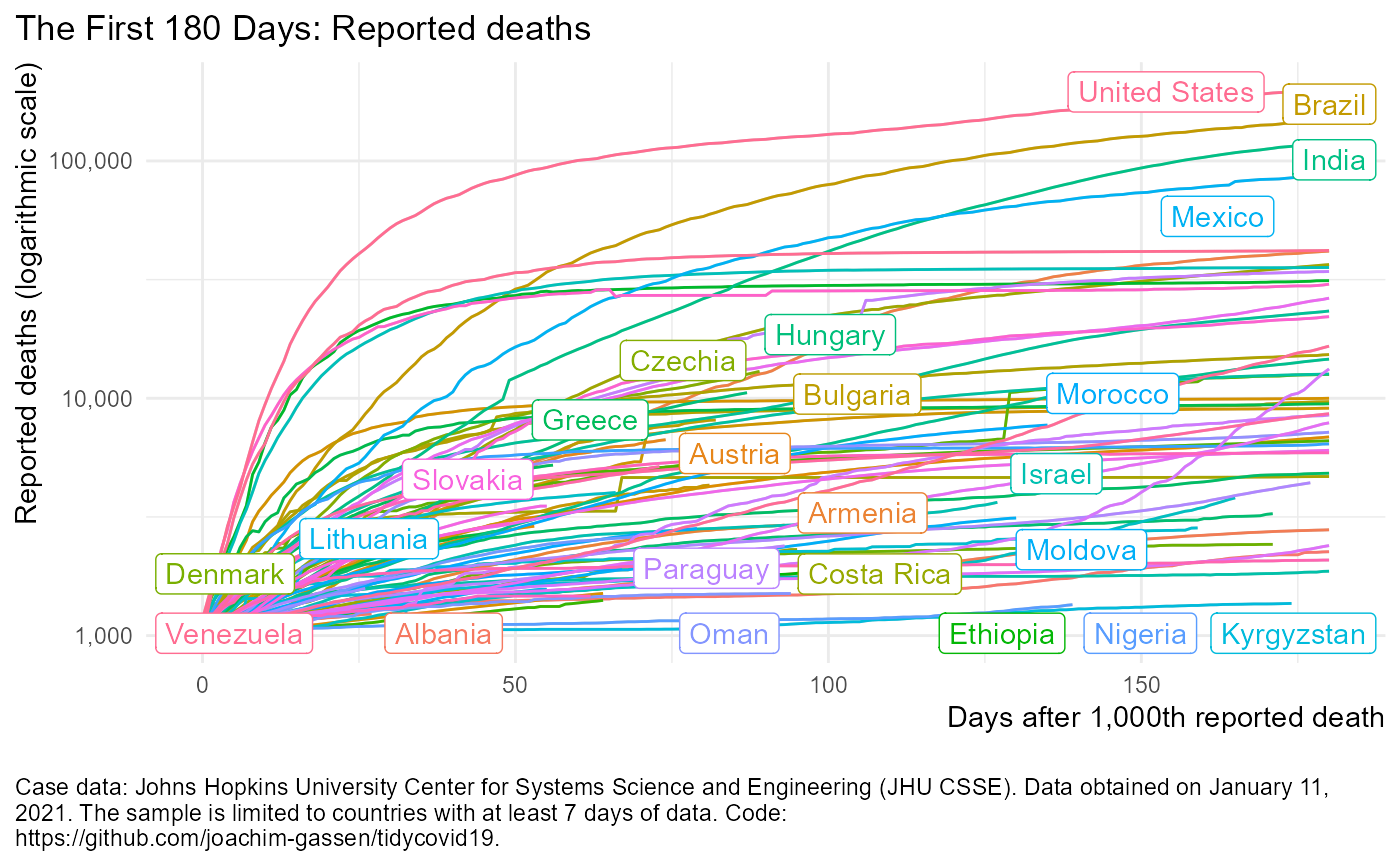 The First 180 Days: Reported deaths
Reported deaths (logarithmic scale)
100,000
10,000
1,000
United States
Brazil
India
Mexico
Hungary
Czechia
Bulgaria
Morocco
Greece
Austria
Slovakia
Israel
Armenia
Lithuania
Moldova
Denmark
Paraguay
Costa Rica
Venezuela
Albania
Oman
Ethiopia
Nigeria
Kyrgyzstan
0
50
100
150
Days after 1,000th reported death
Case data: Johns Hopkins University Center for Systems Science and Engineering (JHU CSSE). Data obtained on January 11,
2021. The sample is limited to countries with at least 7 days of data. Code:
https://github.com/joachim-gassen/tidycovid19.